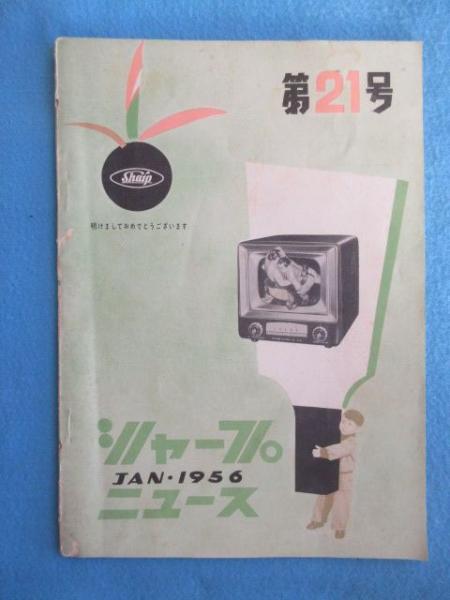 第21号
Sharp
明けましておめでとうございます
シャープ
JAN・1956
ニュース